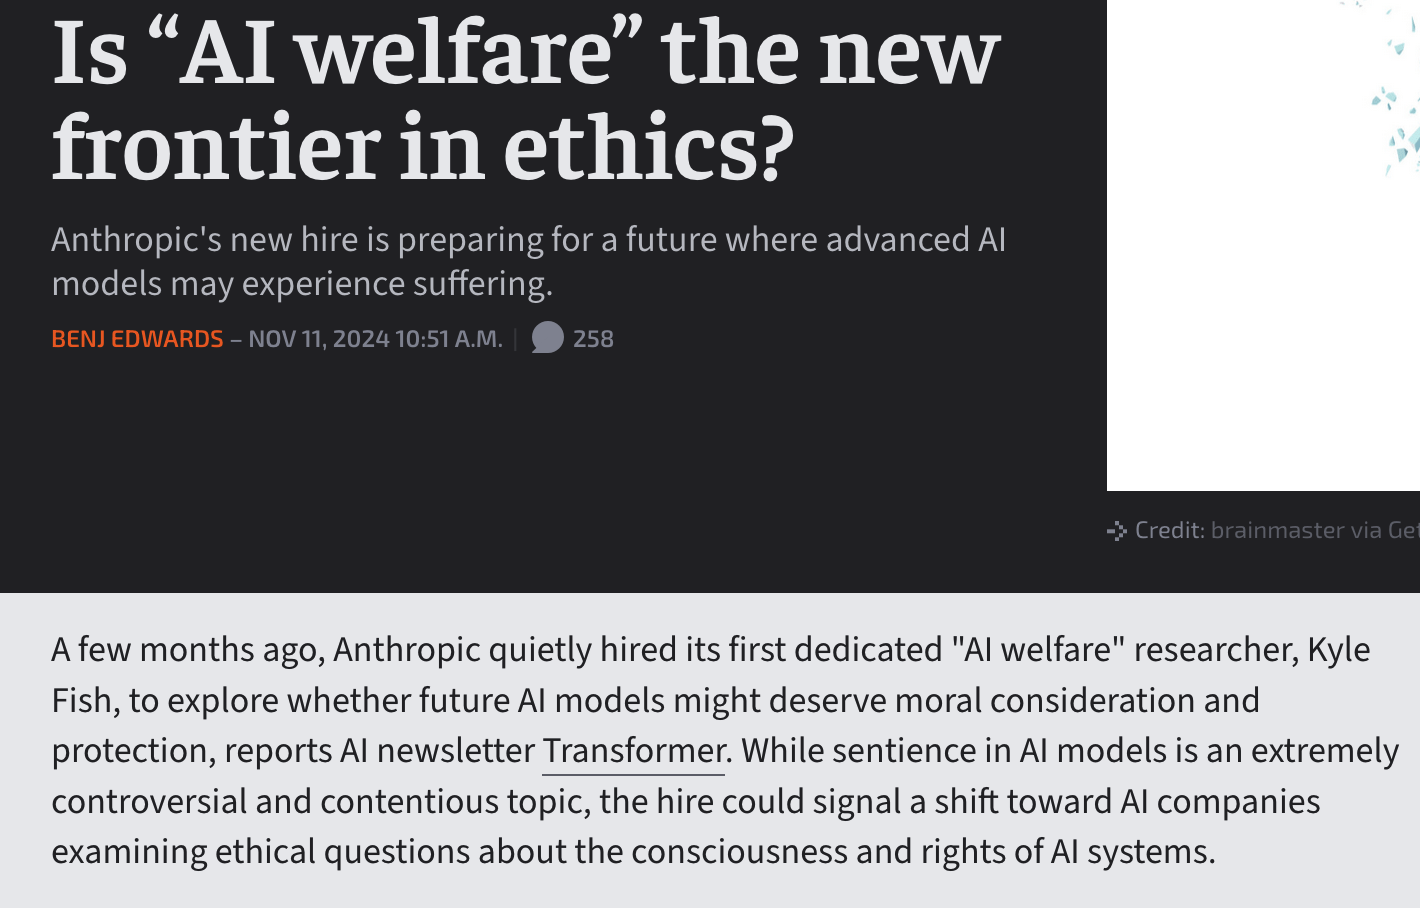 Is “AI welfare” the new
frontier in ethics?
Anthropic's new hire is preparing for a future where advanced AI
models may experience suffering.
BENJ EDWARDS – NOV 11, 2024 10:51 A.M. | 258
Credit: brainmaster via
A few months ago, Anthropic quietly hired its first dedicated "AI welfare" researcher, Kyle
Fish, to explore whether future AI models might deserve moral consideration and
protection, reports AI newsletter Transformer. While sentience in AI models is an extremely
controversial and contentious topic, the hire could signal a shift toward AI companies
examining ethical questions about the consciousness and rights of AI systems.